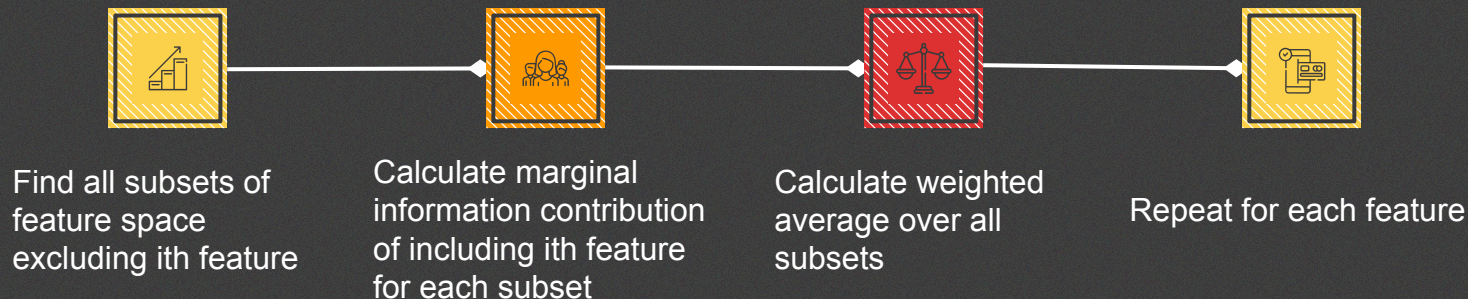 Find all subsets of
feature space
excluding ith feature
Calculate marginal
information contribution
of including ith feature
for each subset
Calculate weighted
average over all
subsets
Repeat for each feature